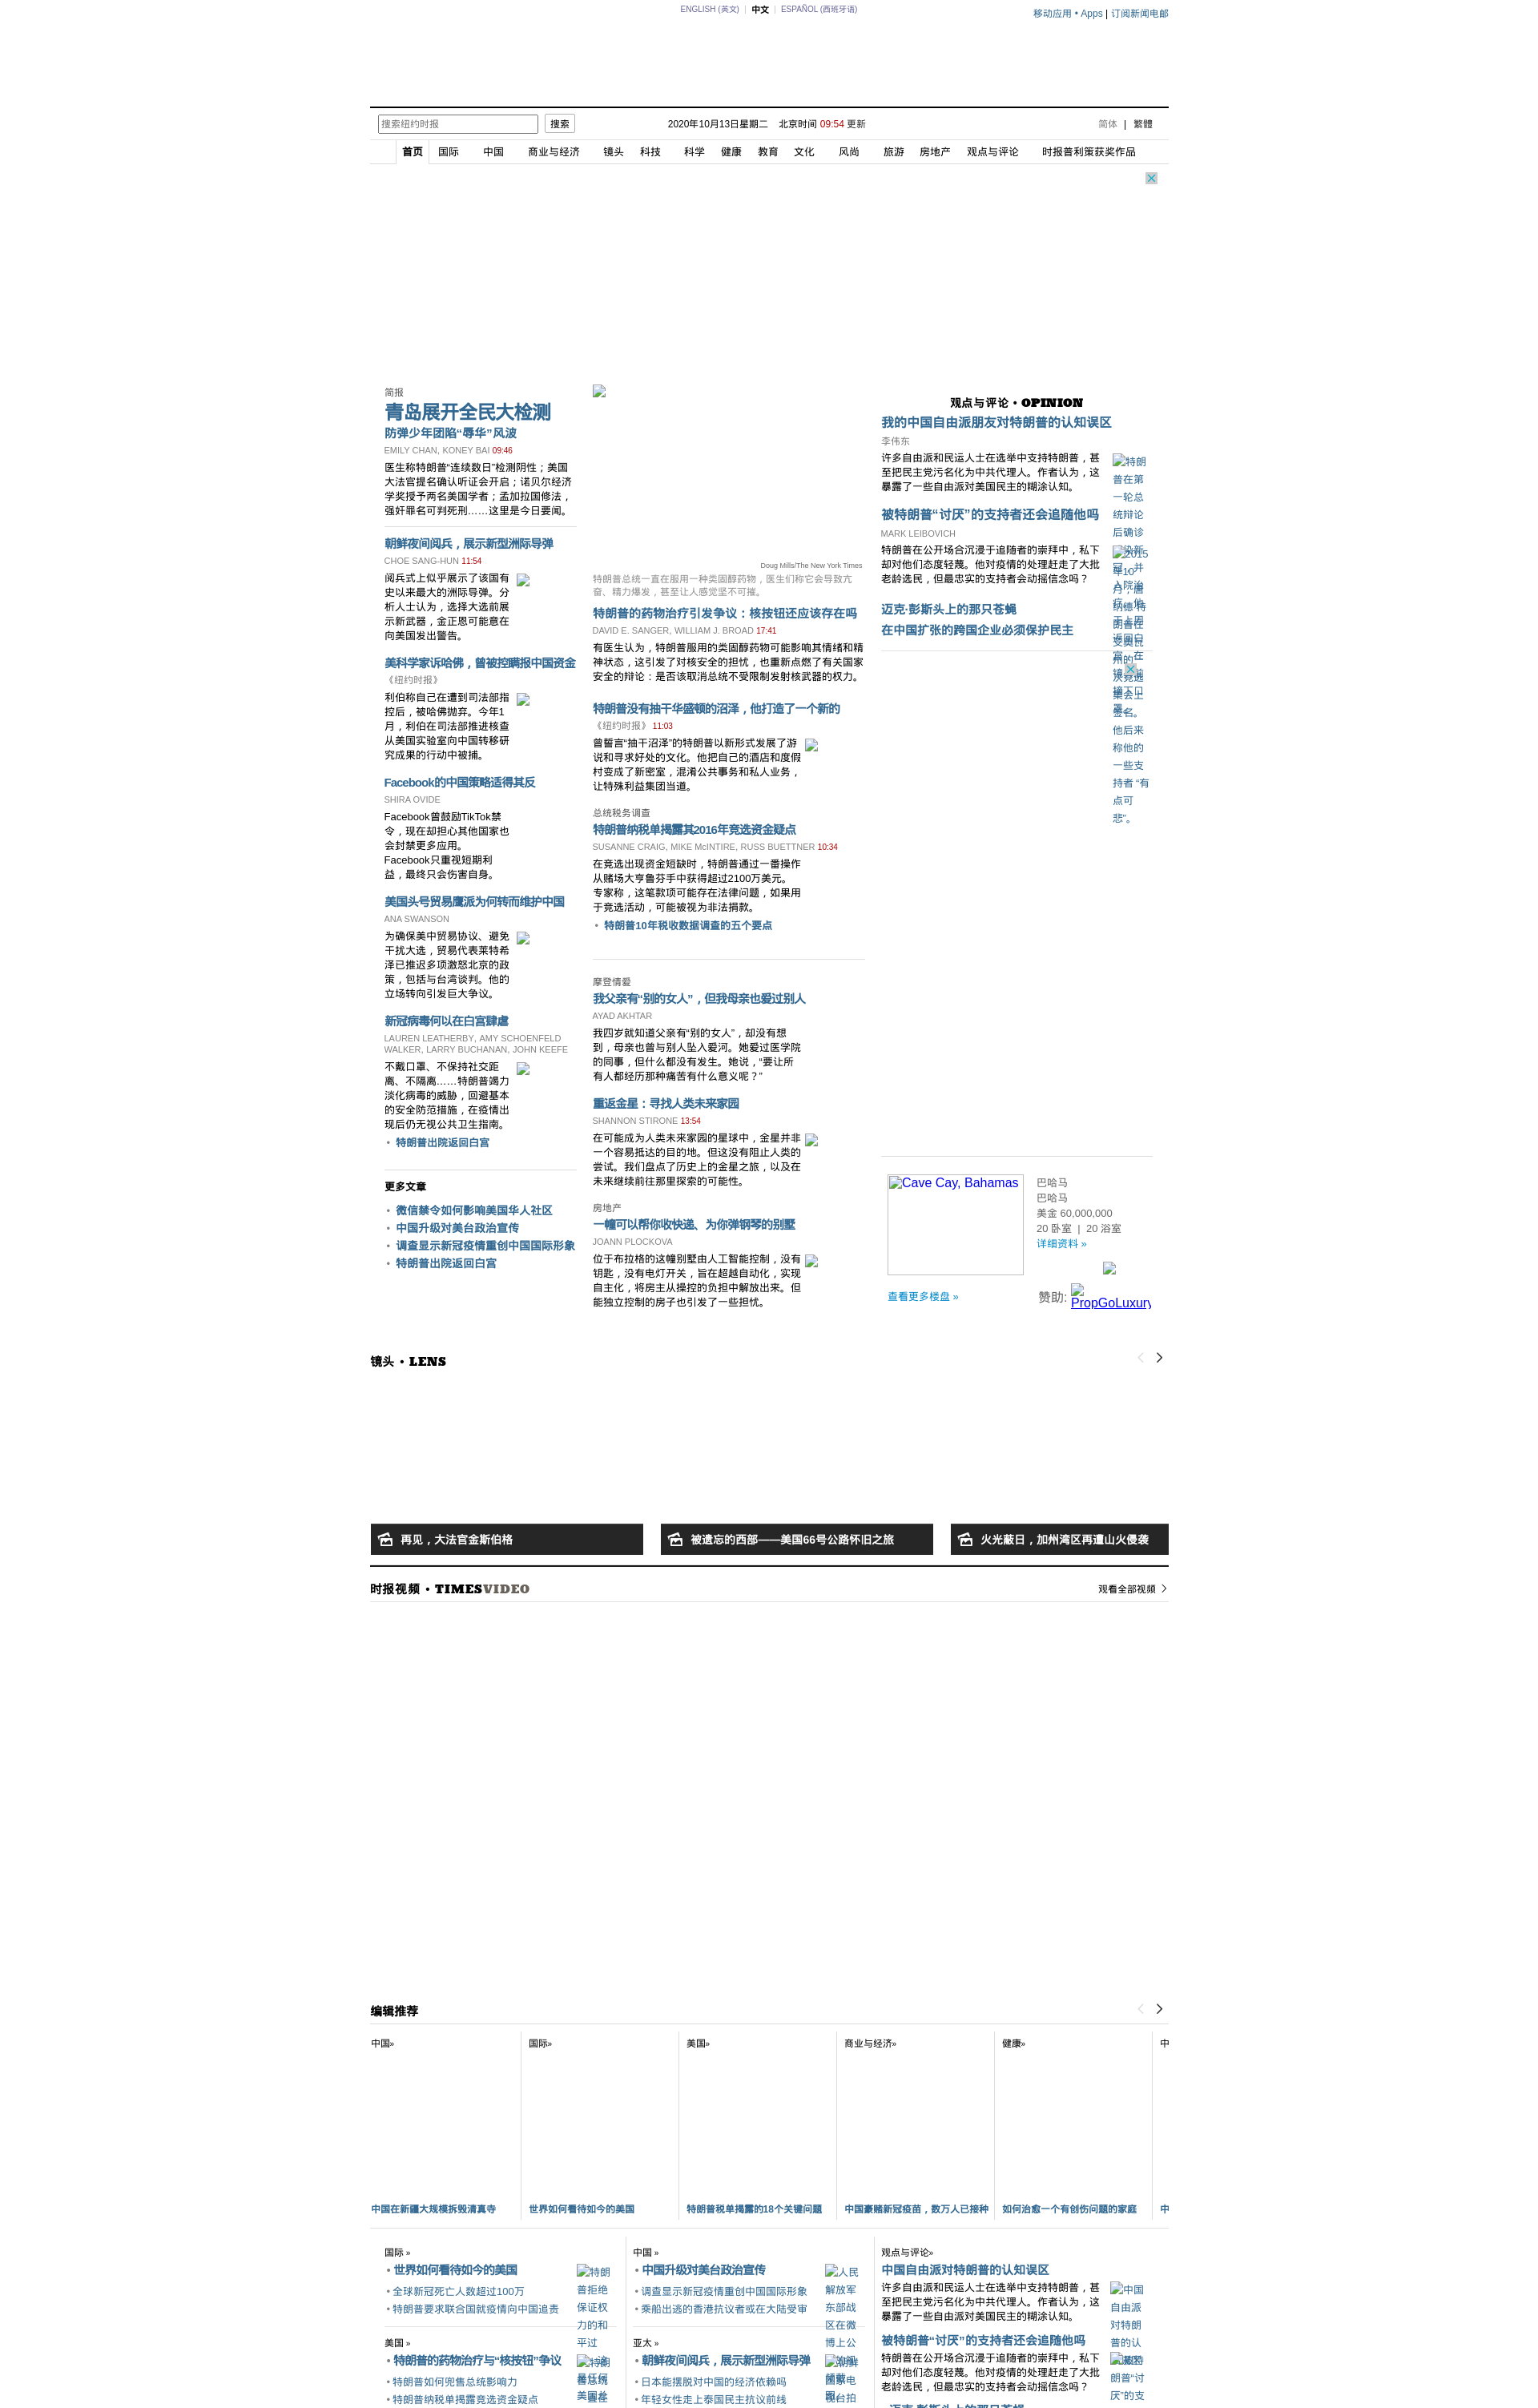 ENGLISH (英文) | 中文 | ESPAÑOL (西班牙语)
移动应用 • Apps | 订阅新闻电邮
搜索纽约时报 搜索 2020年10月13日星期二 北京时间 09:54 更新 简体 | 繁體
首页 国际 中国 商业与经济 镜头 科技 科学 健康 教育 文化 风尚 旅游 房地产 观点与评论 时报普利策获奖作品
简报
青岛展开全民大检测
防弹少年团陷“辱华”风波
EMILY CHAN, KONEY BAI 09:46
医生称特朗普“连续数日”检测阴性；美国
大法官提名确认听证会开启；诺贝尔经济
学奖授予两名美国学者；孟加拉国修法，
强奸罪名可判死刑……这里是今日要闻。
朝鲜夜间阅兵，展示新型洲际导弹
CHOE SANG-HUN 11:54
阅兵式上似乎展示了该国有
史以来最大的洲际导弹。分
析人士认为，选择大选前展
示新武器，金正恩可能意在
向美国发出警告。
美科学家诉哈佛，曾被控瞒报中国资金
《纽约时报》
利伯称自己在遭到司法部指
控后，被哈佛抛弃。今年1
月，利伯在司法部推进核查
从美国实验室向中国转移研
究成果的行动中被捕。
Facebook的中国策略适得其反
SHIRA OVIDE
Facebook曾鼓励TikTok禁
令，现在却担心其他国家也
会封禁更多应用。
Facebook只重视短期利
益，最终只会伤害自身。
美国头号贸易鹰派为何转而维护中国
ANA SWANSON
为确保美中贸易协议、避免
干扰大选，贸易代表莱特希
泽已推迟多项激怒北京的政
策，包括与台湾谈判。他的
立场转向引发巨大争议。
新冠病毒何以在白宫肆虐
LAUREN LEATHERBY, AMY SCHOENFELD
WALKER, LARRY BUCHANAN, JOHN KEEFE
不戴口罩、不保持社交距
离、不隔离……特朗普竭力
淡化病毒的威胁，回避基本
的安全防范措施，在疫情出
现后仍无视公共卫生指南。
• 特朗普出院返回白宫
更多文章
• 微信禁令如何影响美国华人社区
• 中国升级对美台政治宣传
• 调查显示新冠疫情重创中国国际形象
• 特朗普出院返回白宫
Doug Mills/The New York Times
特朗普总统一直在服用一种类固醇药物，医生们称它会导致亢
奋、精力爆发，甚至让人感觉坚不可摧。
特朗普的药物治疗引发争议：核按钮还应该存在吗
DAVID E. SANGER, WILLIAM J. BROAD 17:41
有医生认为，特朗普服用的类固醇药物可能影响其情绪和精
神状态，这引发了对核安全的担忧，也重新点燃了有关国家
安全的辩论：是否该取消总统不受限制发射核武器的权力。
特朗普没有抽干华盛顿的沼泽，他打造了一个新的
《纽约时报》 11:03
曾誓言“抽干沼泽”的特朗普以新形式发展了游
说和寻求好处的文化。他把自己的酒店和度假
村变成了新密室，混淆公共事务和私人业务，
让特殊利益集团当道。
总统税务调查
特朗普纳税单揭露其2016年竞选资金疑点
SUSANNE CRAIG, MIKE McINTIRE, RUSS BUETTNER 10:34
在竞选出现资金短缺时，特朗普通过一番操作
从赌场大亨鲁芬手中获得超过2100万美元。
专家称，这笔款项可能存在法律问题，如果用
于竞选活动，可能被视为非法捐款。
• 特朗普10年税收数据调查的五个要点
摩登情爱
我父亲有“别的女人”，但我母亲也爱过别人
AYAD AKHTAR
我四岁就知道父亲有“别的女人”，却没有想
到，母亲也曾与别人坠入爱河。她爱过医学院
的同事，但什么都没有发生。她说，“要让所
有人都经历那种痛苦有什么意义呢？”
重返金星：寻找人类未来家园
SHANNON STIRONE 13:54
在可能成为人类未来家园的星球中，金星并非
一个容易抵达的目的地。但这没有阻止人类的
尝试。我们盘点了历史上的金星之旅，以及在
未来继续前往那里探索的可能性。
房地产
一幢可以帮你收快递、为你弹钢琴的别墅
JOANN PLOCKOVA
位于布拉格的这幢别墅由人工智能控制，没有
钥匙，没有电灯开关，旨在超越自动化，实现
自主化，将房主从操控的负担中解放出来。但
能独立控制的房子也引发了一些担忧。
观点与评论 • OPINION
我的中国自由派朋友对特朗普的认知误区
李伟东
许多自由派和民运人士在选举中支持特朗普，甚
至把民主党污名化为中共代理人。作者认为，这
暴露了一些自由派对美国民主的糊涂认知。
特朗
普在第
一轮总
统辩论
后确诊
被特朗普“讨厌”的支持者还会追随他吗
MARK LEIBOVICH
特朗普在公开场合沉浸于追随者的崇拜中，私下
却对他们态度轻蔑。他对疫情的处理赶走了大批
老龄选民，但最忠实的支持者会动摇信念吗？
迈克·彭斯头上的那只苍蝇
在中国扩张的跨国企业必须保护民主
他后来
称他的
一些支
持者 “有
点可
悲”。
Cave Cay, Bahamas
巴哈马
巴哈马
美金 60,000,000
20 卧室 | 20 浴室
详细资料 »
查看更多楼盘 »
赞助: PropGoLuxury
镜头 • LENS
再见，大法官金斯伯格
被遗忘的西部——美国66号公路怀旧之旅
火光蔽日，加州湾区再遭山火侵袭
时报视频 • TIMESVIDEO
观看全部视频
编辑推荐
中国» 国际» 美国» 商业与经济» 健康» 中
中国在新疆大规模拆毁清真寺 世界如何看待如今的美国 特朗普税单揭露的18个关键问题 中国豪赌新冠疫苗，数万人已接种 如何治愈一个有创伤问题的家庭 中
国际 »
• 世界如何看待如今的美国
• 全球新冠死亡人数超过100万
• 特朗普要求联合国就疫情向中国追责
特朗
普拒绝
保证权
力的和
平过
美国 »
• 特朗普的药物治疗与“核按钮”争议
• 特朗普如何兜售总统影响力
• 特朗普纳税单揭露竞选资金疑点
中国 »
• 中国升级对美台政治宣传
• 调查显示新冠疫情重创中国国际形象
• 乘船出逃的香港抗议者或在大陆受审
人民
解放军
东部战
区在微
博上公
亚太 »
• 朝鲜夜间阅兵，展示新型洲际导弹
• 日本能摆脱对中国的经济依赖吗
• 年轻女性走上泰国民主抗议前线
观点与评论»
中国自由派对特朗普的认知误区
许多自由派和民运人士在选举中支持特朗普，甚
至把民主党污名化为中共代理人。作者认为，这
暴露了一些自由派对美国民主的糊涂认知。
中国
自由派
对特朗
普的认
被特朗普“讨厌”的支持者还会追随他吗
特朗普在公开场合沉浸于追随者的崇拜中，私下
却对他们态度轻蔑。他对疫情的处理赶走了大批
老龄选民，但最忠实的支持者会动摇信念吗？
朗普“讨
厌”的支